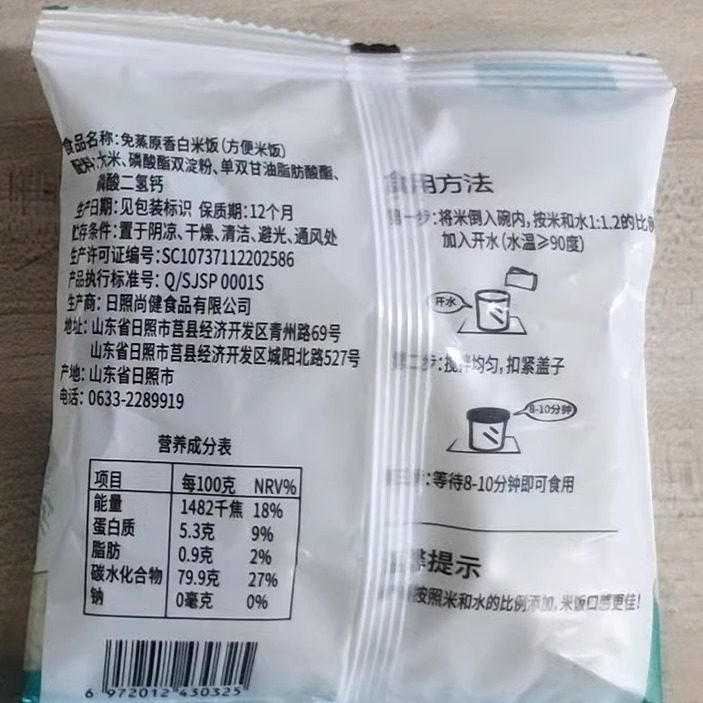 食品名称：免蒸原香白米饭（方便米饭）
配料：大米、磷酸酯双淀粉、单双甘油脂肪酸酯、
磷酸二氢钙
生产日期：见包装标识 保质期：12个月
贮存条件：置于阴凉、干燥、清洁、避光、通风处
生产许可证编号：SC10737112202586
产品执行标准号：Q/SJSP 0001S
生产商：日照尚健食品有限公司
地址：山东省日照市莒县经济开发区青州路69号
山东省日照市莒县经济开发区城阳北路527号
产地：山东省日照市
电话：0633-2289919
营养成分表
项目 每100克 NRV%
能量 1482千焦 18%
蛋白质 5.3克 9%
脂肪 0.9克 2%
碳水化合物 79.9克 27%
钠 0毫克 0%
6 972012 430325
食用方法
第一步：将米倒入碗内，按米和水1:1.2的比例
加入开水（水温≥90度）
开水
第二步：搅拌均匀，扣紧盖子
8-10分钟
第三步：等待8-10分钟即可食用
温馨提示
按照米和水的比例添加，米饭口感更佳！